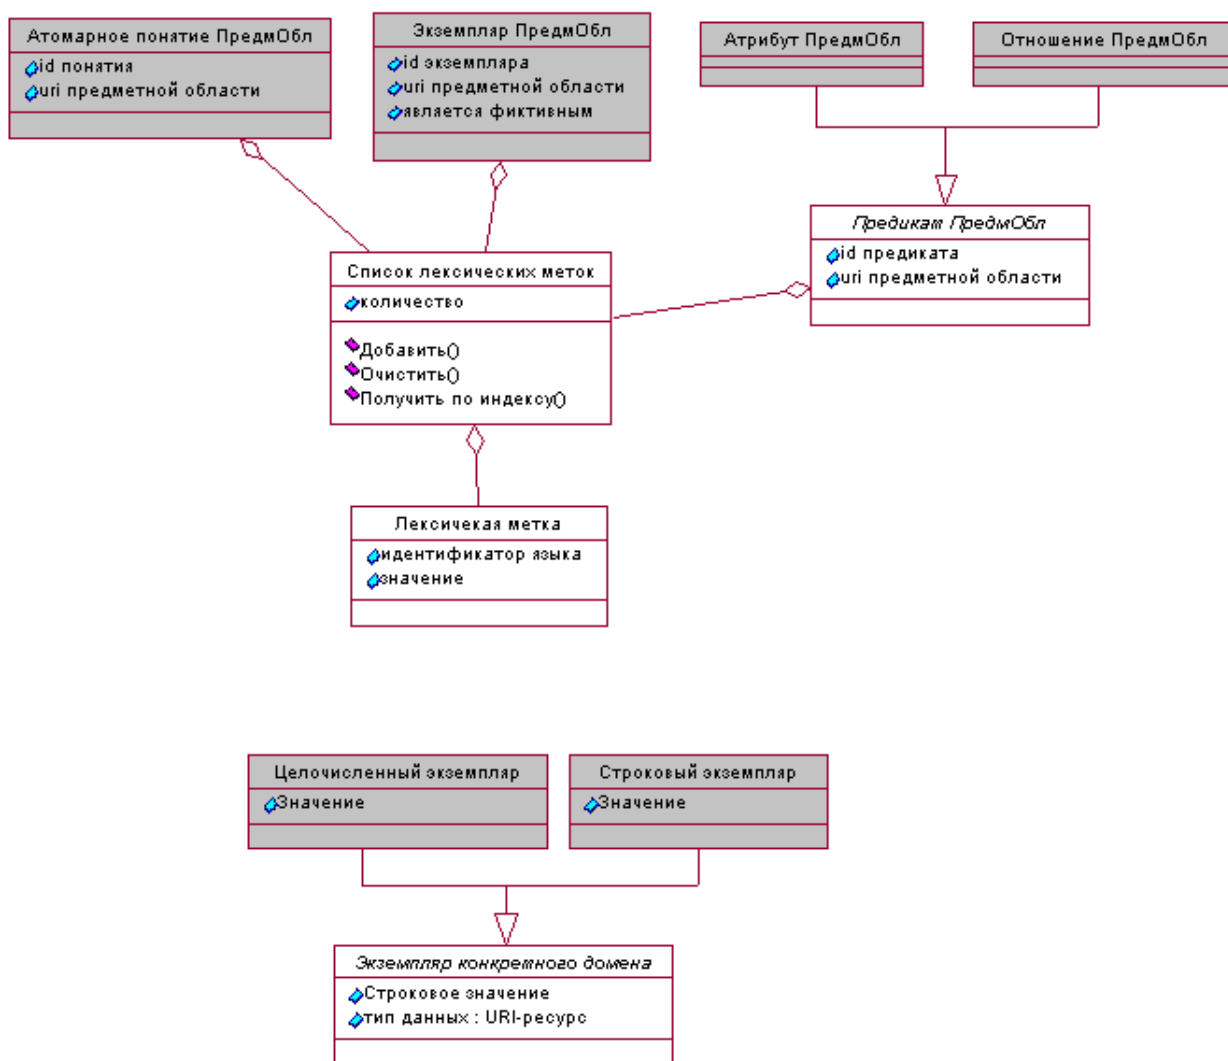 Атомарное понятие ПредмОбл
id понятия
uri предметной области
Экземпляр ПредмОбл
id экземпляра
uri предметной области
является фиктивным
Атрибут ПредмОбл
Отношение ПредмОбл
Предикат ПредмОбл
id предиката
uri предметной области
Список лексических меток
количество
Добавить()
Очистить()
Получить по индексу()
Лексичекая метка
идентификатор языка
значение
Целочисленный экземпляр
Значение
Строковый экземпляр
Значение
Экземпляр конкретного домена
Строковое значение
тип данных : URI-ресурс